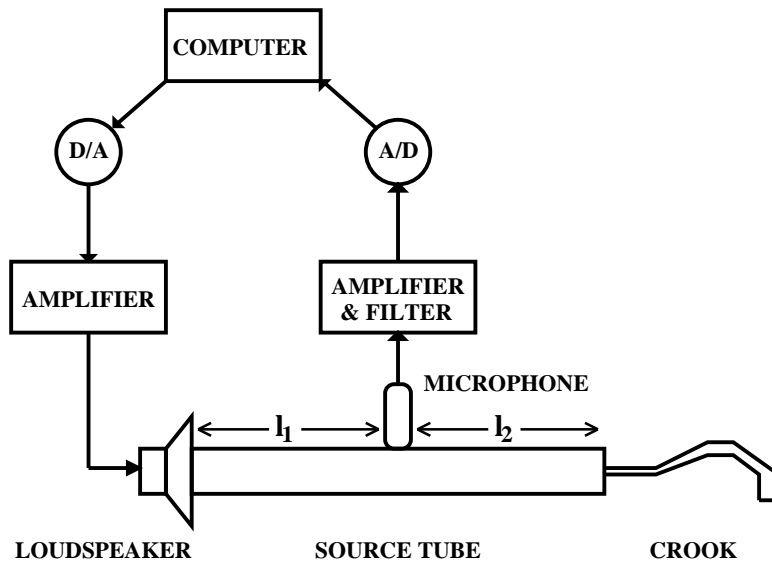 COMPUTER
D/A
A/D
AMPLIFIER
AMPLIFIER
& FILTER
MICROPHONE
l1
l2
LOUDSPEAKER
SOURCE TUBE
CROOK